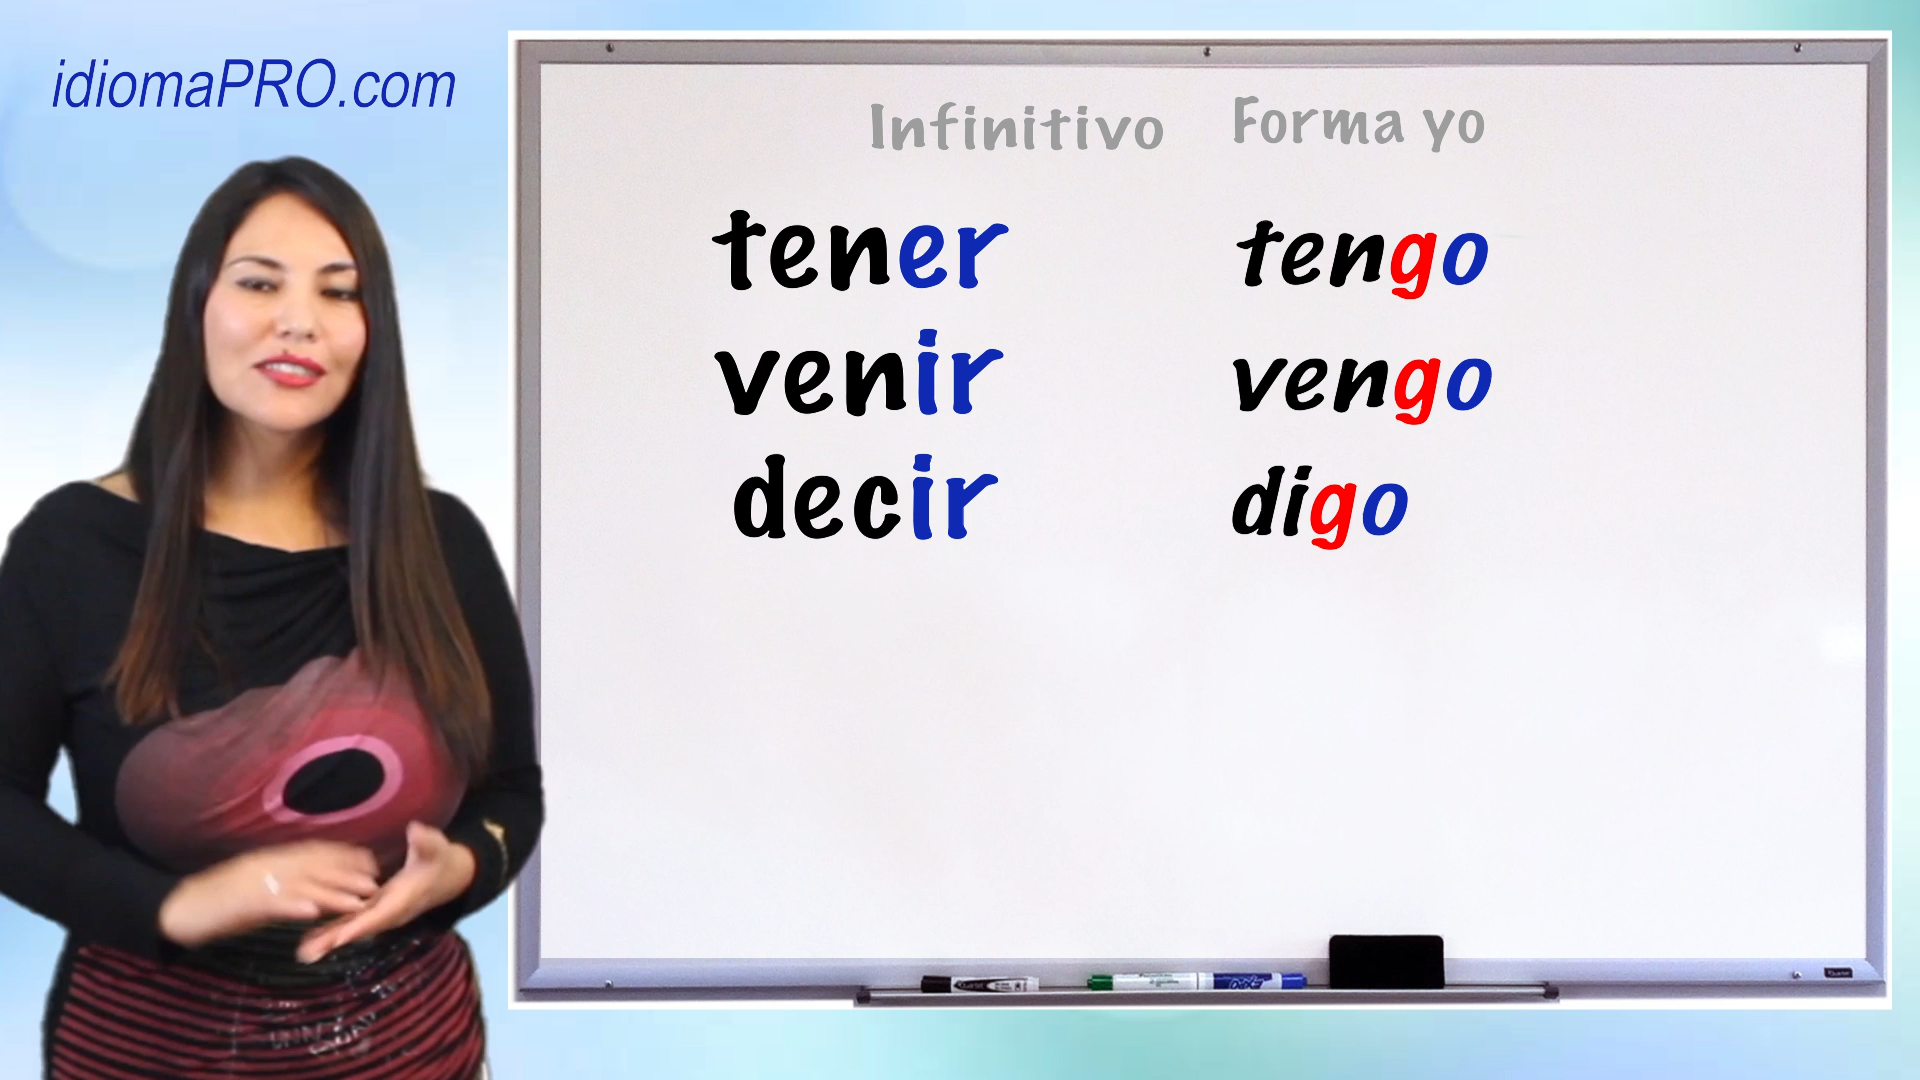 idiomaPRO.com
Infinitivo Forma yo
tener tengo
venir vengo
decir digo